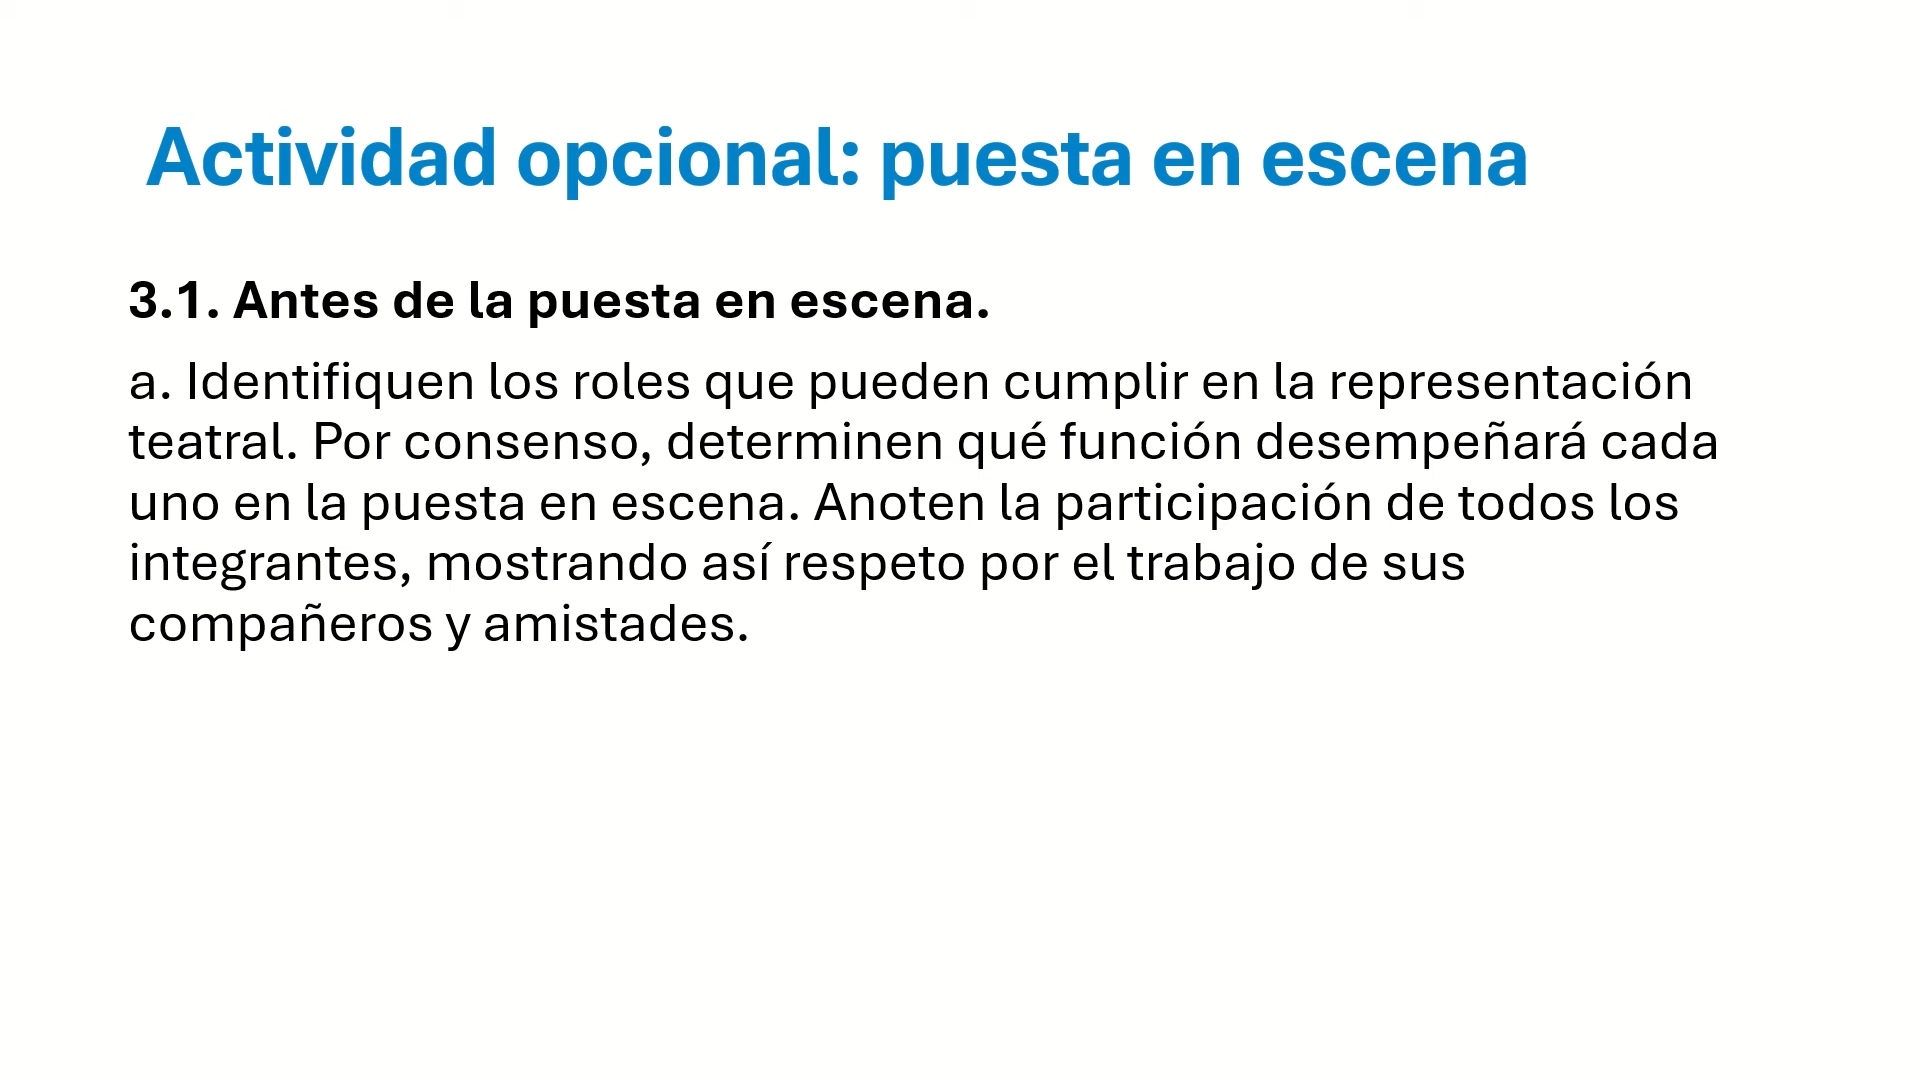 Actividad opcional: puesta en escena
3.1. Antes de la puesta en escena.
a. Identifiquen los roles que pueden cumplir en la representación
teatral. Por consenso, determinen qué función desempeñará cada
uno en la puesta en escena. Anoten la participación de todos los
integrantes, mostrando así respeto por el trabajo de sus
compañeros y amistades.